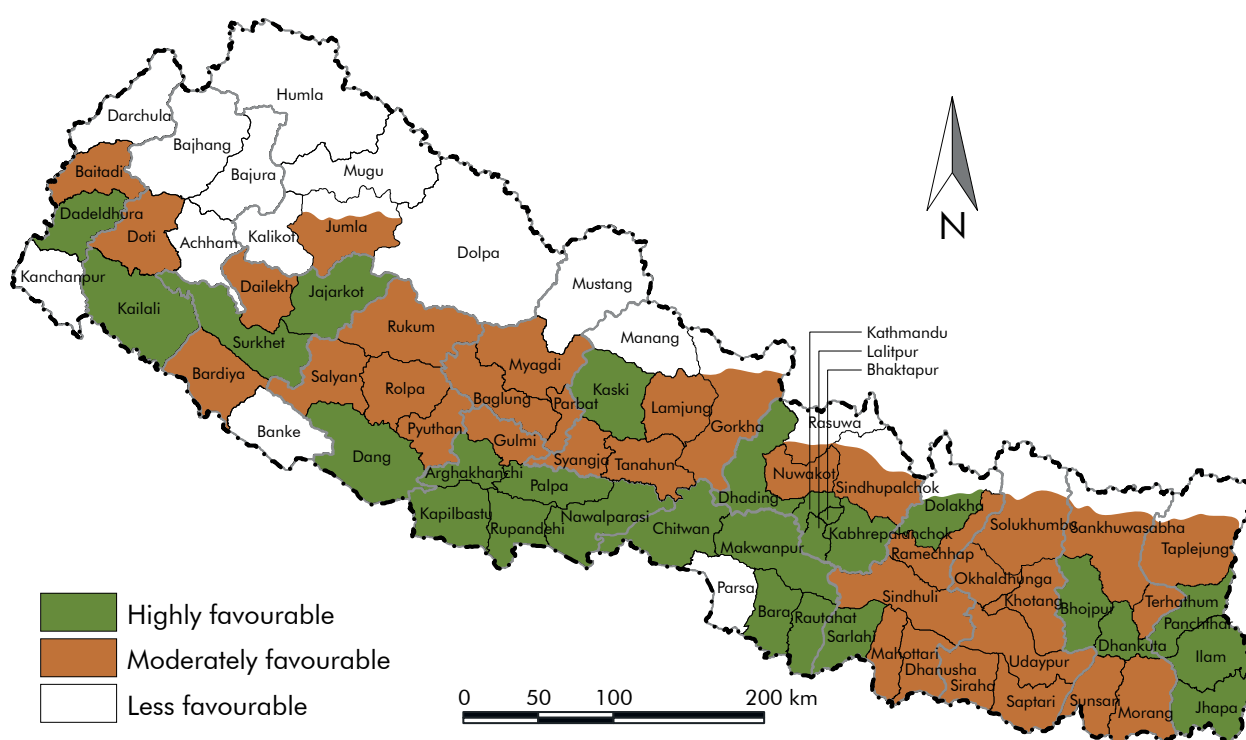 Humla
Darchula
Bajhang
Mugu
Bajura
Baitadi
Dadeldhura
Doti
Achham
Kalikot
Jumla
Dolpa
Kanchanpur
Dailekh
Jajarkot
Mustang
Kailali
Surkhet
Rukum
Manang
Kathmandu
Lalitpur
Bhaktapur
N
Bardiya
Salyan
Rolpa
Myagdi
Baglung
Parbat
Kaski
Lamjung
Gorkha
Rasuwa
Banke
Pyuthan
Gulmi
Syangja
Tanahun
Nuwakot
Sindhupalchok
Dang
Arghakhanchi
Palpa
Dhading
Dolakha
Kapilbastu
Rupandehi
Nawalparasi
Chitwan
Makwanpur
Kabhrepalanchok
Ramechhap
Solukhumbu
Sankhuwasabha
Taplejung
Parsa
Bara
Rautahat
Sarlahi
Sindhuli
Okhaldhunga
Khotang
Bhojpur
Terhathum
Panchthar
Dhankuta
Ilam
Mahottari
Dhanusha
Siraha
Udaypur
Saptari
Sunsari
Morang
Jhapa
Highly favourable
Moderately favourable
Less favourable
0 50 100 200 km